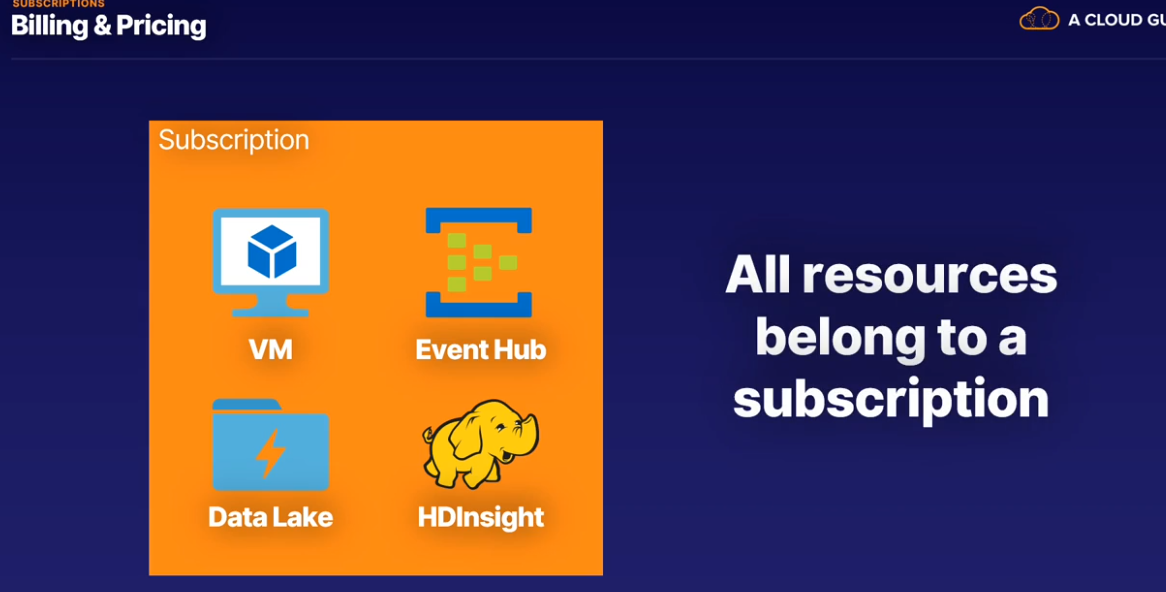 SUBSCRIPTIONS
Billing & Pricing
A CLOUD GU
Subscription
VM
Event Hub
Data Lake
HDInsight
All resources
belong to a
subscription